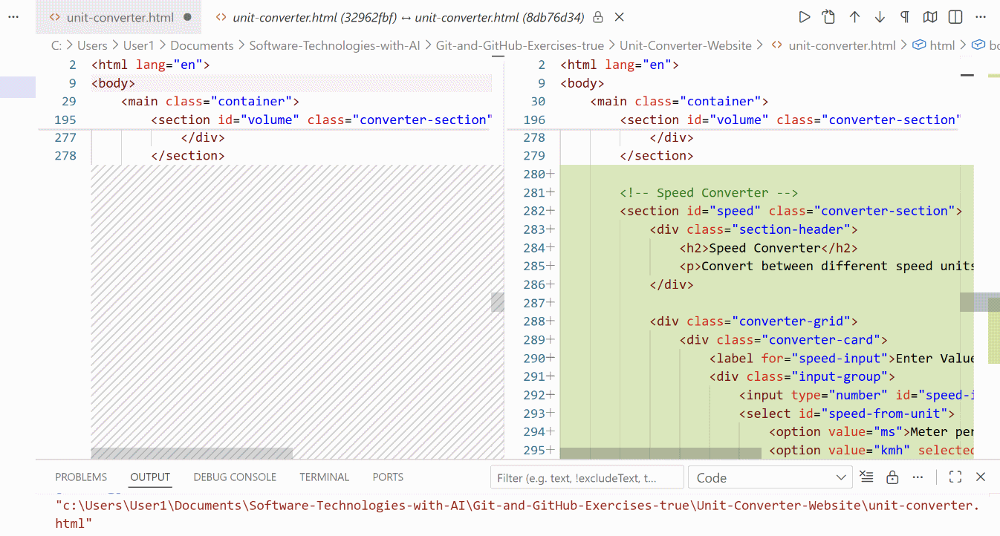 unit-converter.html
unit-converter.html (32962fbf) ↔ unit-converter.html (8db76d34)
C: > Users > User1 > Documents > Software-Technologies-with-AI > Git-and-GitHub-Exercises-true > Unit-Converter-Website > unit-converter.html > html >
2 <html lang="en">
9 <body>
29 <main class="container">
195 <section id="volume" class="converter-section"
277 </div>
278 </section>
2 <html lang="en">
9 <body>
30 <main class="container">
196 <section id="volume" class="converter-section"
278 </div>
279 </section>
280+
281+ <!-- Speed Converter -->
282+ <section id="speed" class="converter-section">
283+ <div class="section-header">
284+ <h2>Speed Converter</h2>
285+ <p>Convert between different speed units
286+ </div>
287+
288+ <div class="converter-grid">
289+ <div class="converter-card">
290+ <label for="speed-input">Enter Value
291+ <div class="input-group">
292+ <input type="number" id="speed-i
293+ <select id="speed-from-unit">
294+ <option value="ms">Meter per
295+ <option value="kmh" selected
PROBLEMS OUTPUT DEBUG CONSOLE TERMINAL PORTS
Filter (e.g. text, !excludeText, t...
Code
"c:\Users\User1\Documents\Software-Technologies-with-AI\Git-and-GitHub-Exercises-true\Unit-Converter-Website\unit-converter.
html"